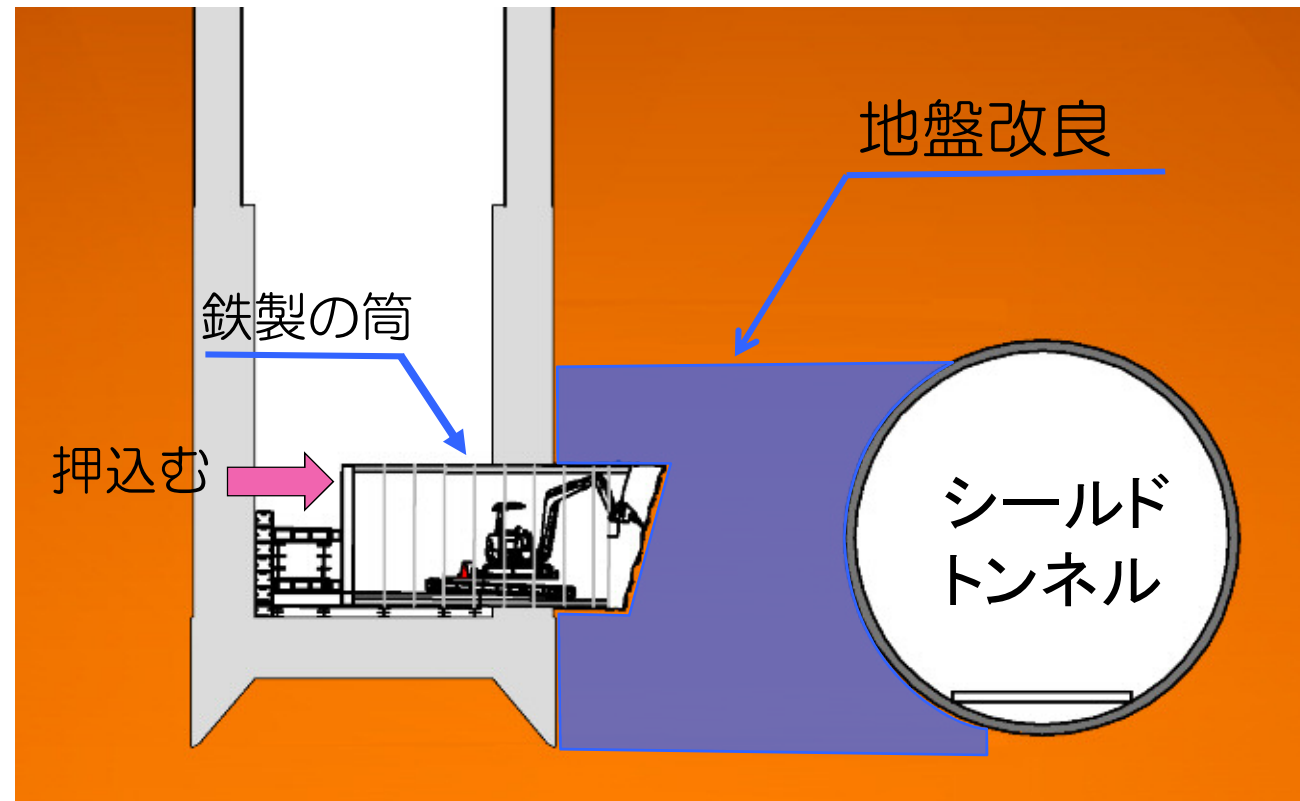 地盤改良
鉄製の筒
押込む
シールド
トンネル